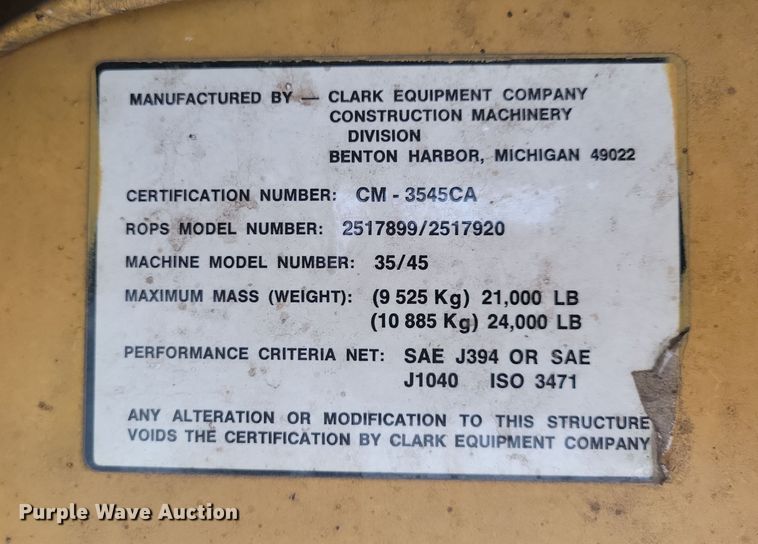 MANUFACTURED BY — CLARK EQUIPMENT COMPANY
CONSTRUCTION MACHINERY
DIVISION
BENTON HARBOR, MICHIGAN 49022
CERTIFICATION NUMBER: CM - 3545CA
ROPS MODEL NUMBER: 2517899/2517920
MACHINE MODEL NUMBER: 35/45
MAXIMUM MASS (WEIGHT): (9 525 Kg) 21,000 LB
(10 885 Kg) 24,000 LB
PERFORMANCE CRITERIA NET: SAE J394 OR SAE
J1040 ISO 3471
ANY ALTERATION OR MODIFICATION TO THIS STRUCTURE
VOIDS THE CERTIFICATION BY CLARK EQUIPMENT COMPANY
Purple Wave Auction